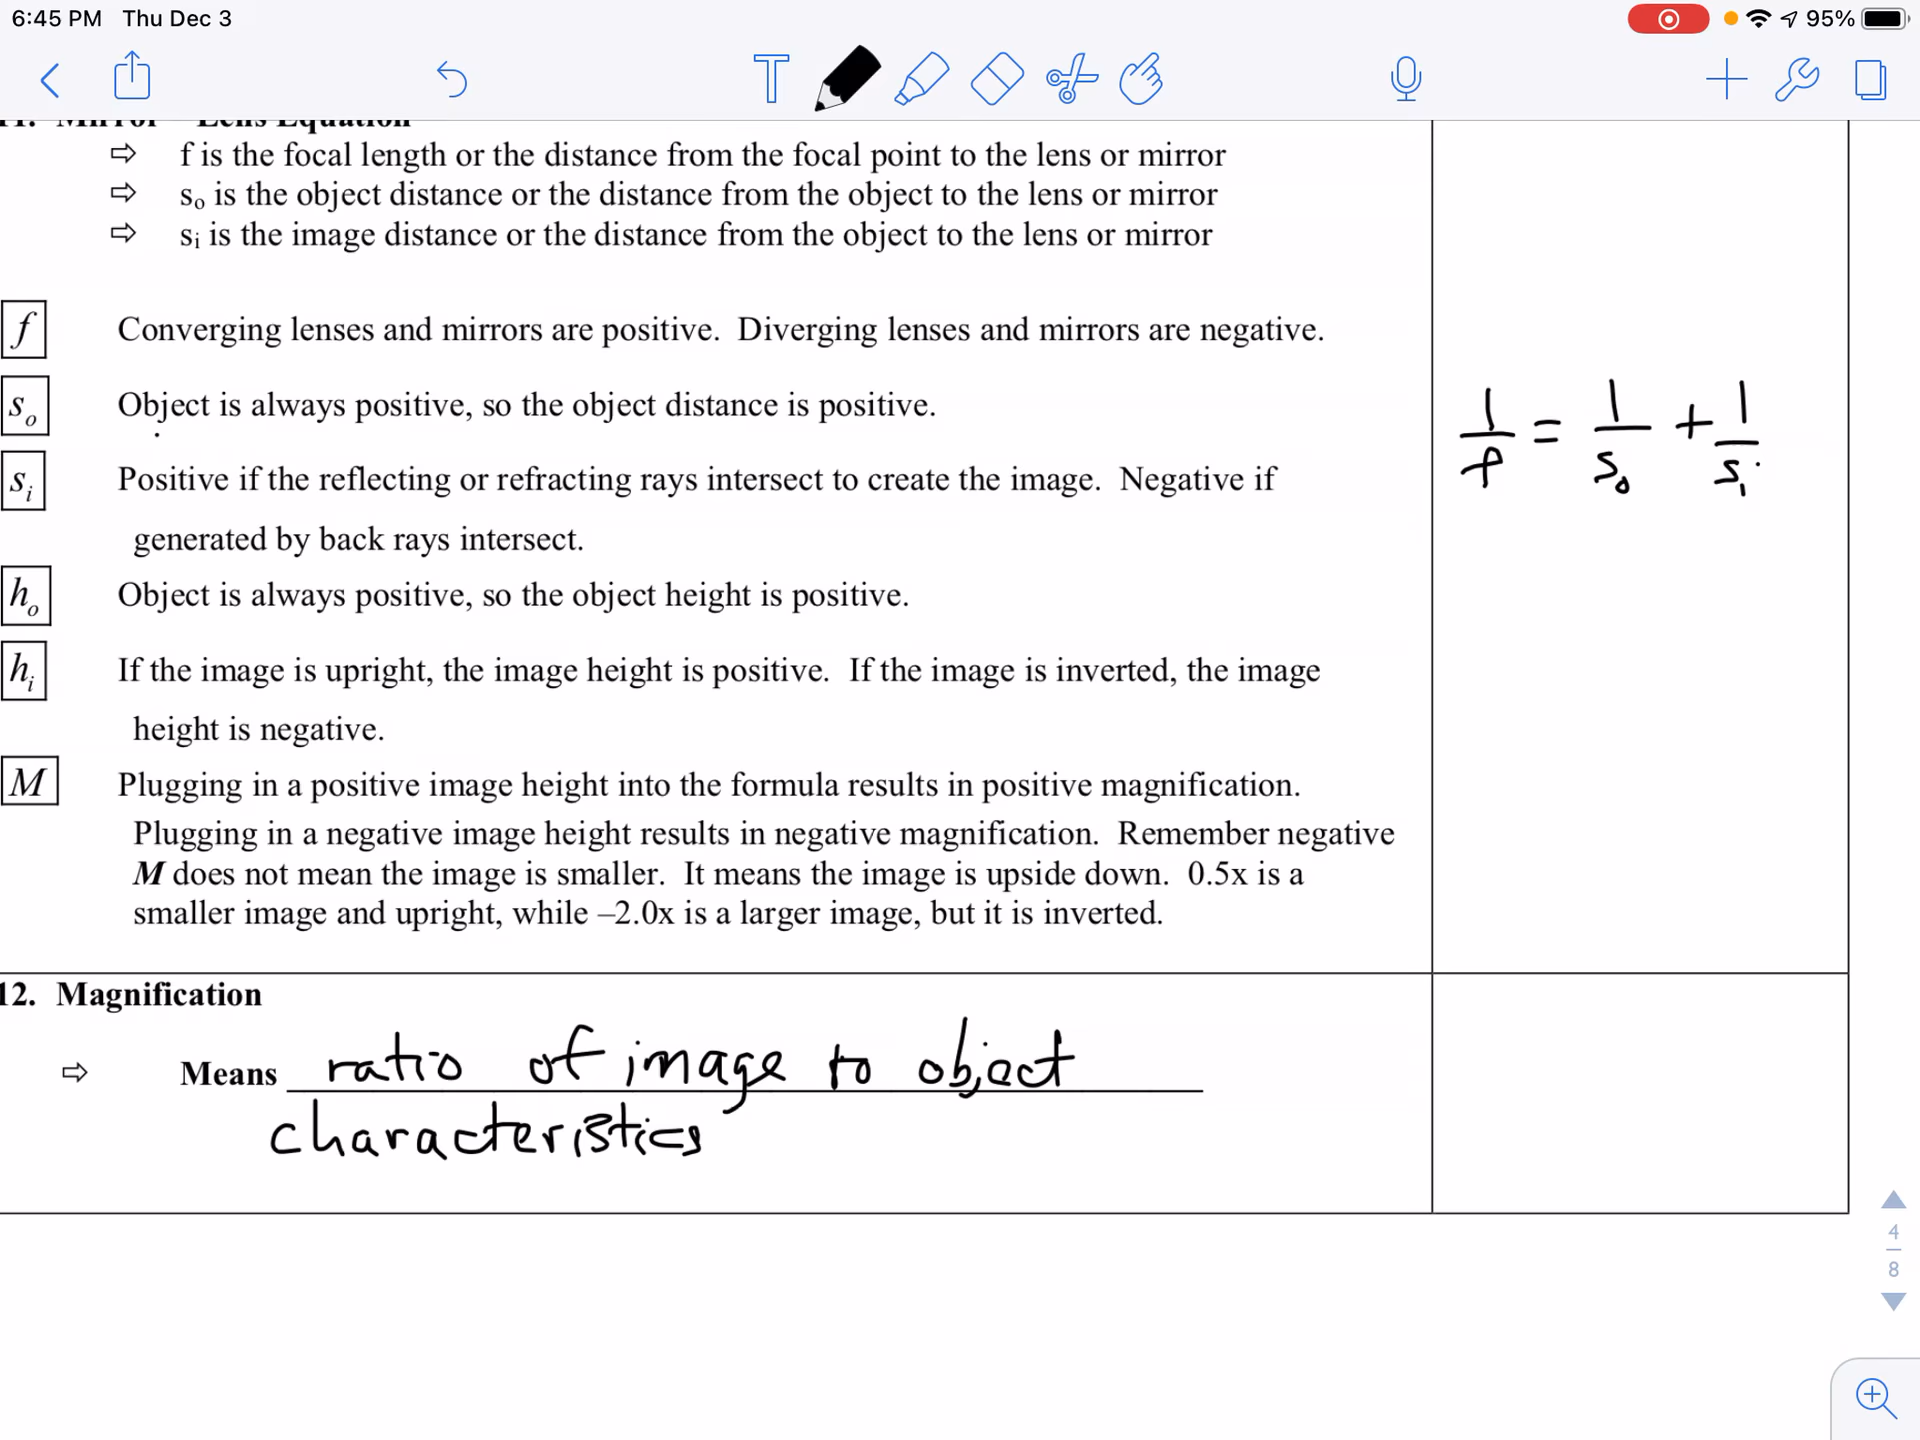 6:45 PM Thu Dec 3
95%
11. Mirror – Lens Equation
⇨ f is the focal length or the distance from the focal point to the lens or mirror
⇨ sₒ is the object distance or the distance from the object to the lens or mirror
⇨ sᵢ is the image distance or the distance from the object to the lens or mirror
f Converging lenses and mirrors are positive. Diverging lenses and mirrors are negative.
sₒ Object is always positive, so the object distance is positive.
sᵢ Positive if the reflecting or refracting rays intersect to create the image. Negative if
generated by back rays intersect.
hₒ Object is always positive, so the object height is positive.
hᵢ If the image is upright, the image height is positive. If the image is inverted, the image
height is negative.
M Plugging in a positive image height into the formula results in positive magnification.
Plugging in a negative image height results in negative magnification. Remember negative
M does not mean the image is smaller. It means the image is upside down. 0.5x is a
smaller image and upright, while –2.0x is a larger image, but it is inverted.
1/f = 1/sₒ + 1/sᵢ
12. Magnification
⇨ Means ratio of image to object
characteristics
4
8